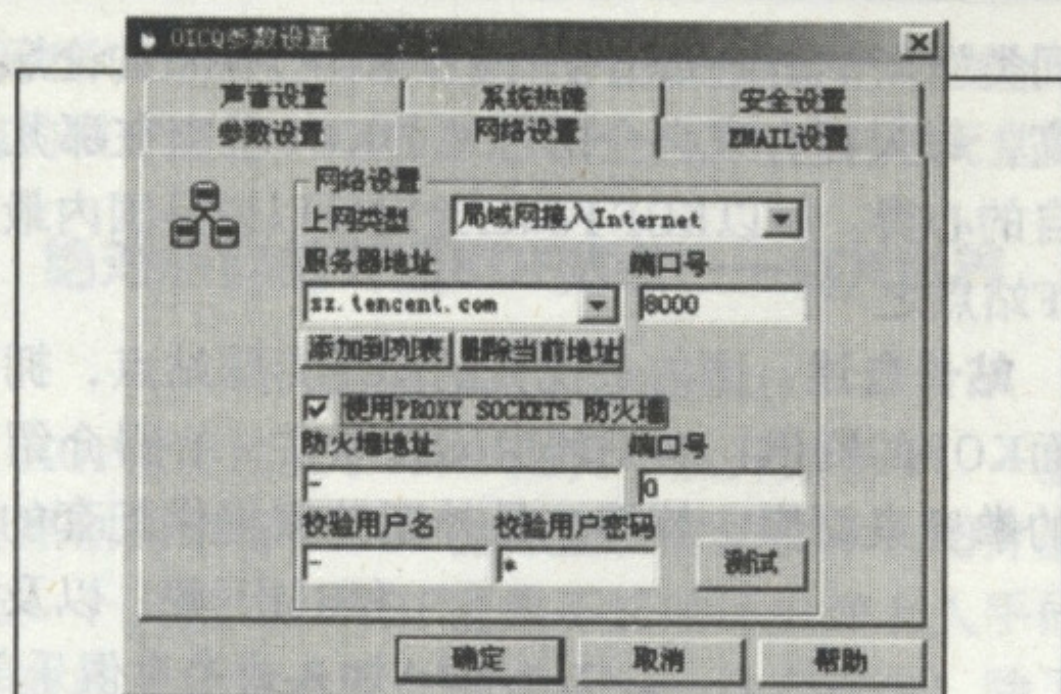 OICQ参数设置
声音设置 系统热键 安全设置
参数设置 网络设置 EMAIL设置
网络设置
上网类型 局域网接入Internet
服务器地址 端口号
sz.tencent.com 8000
添加到列表 删除当前地址
使用PROXY SOCKET5 防火墙
防火墙地址 端口号
- 0
校验用户名 校验用户密码
- *
测试
确定 取消 帮助